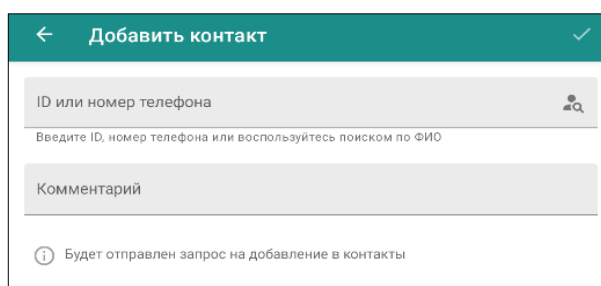 Добавить контакт
ID или номер телефона
Введите ID, номер телефона или воспользуйтесь поиском по ФИО
Комментарий
Будет отправлен запрос на добавление в контакты